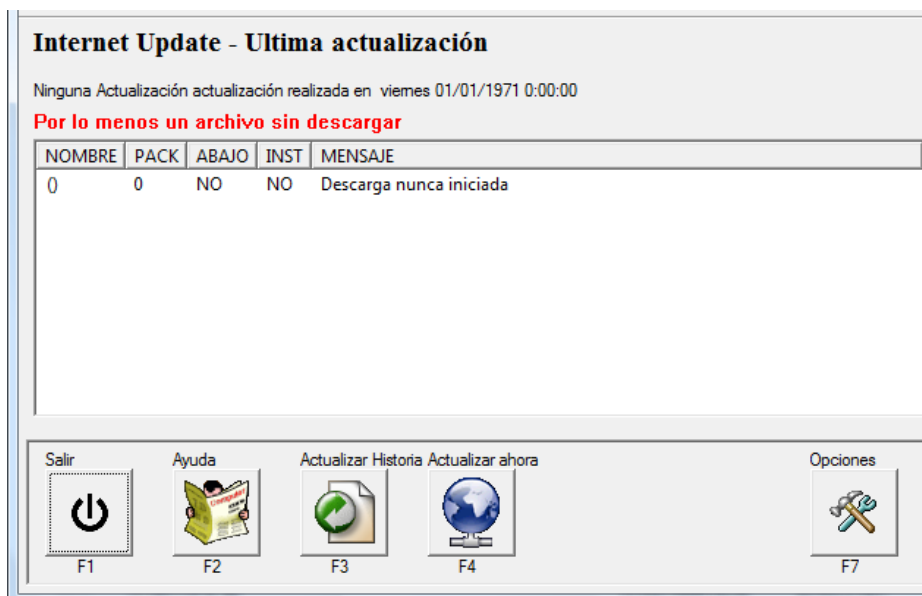 Internet Update - Ultima actualización
Ninguna Actualización actualización realizada en viernes 01/01/1971 0:00:00
Por lo menos un archivo sin descargar
NOMBRE PACK ABAJO INST MENSAJE
() 0 NO NO Descarga nunca iniciada
Salir Ayuda Actualizar Historia Actualizar ahora Opciones
Computer
F1 F2 F3 F4 F7